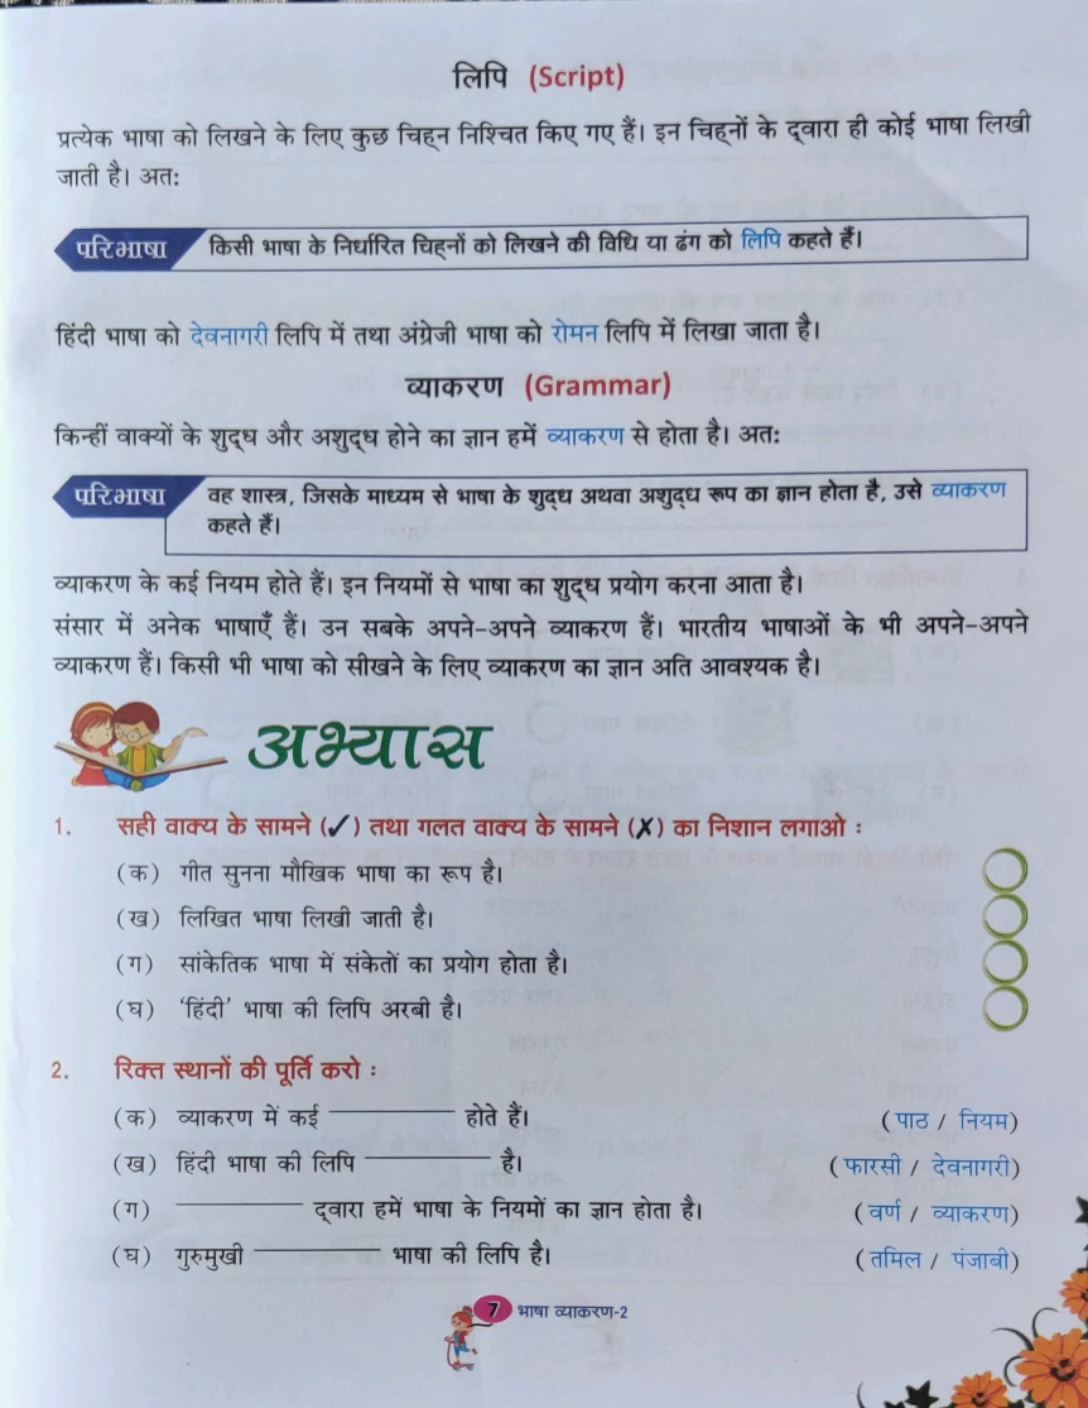 लिपि (Script)
प्रत्येक भाषा को लिखने के लिए कुछ चिह्न निश्चित किए गए हैं। इन चिह्नों के द्वारा ही कोई भाषा लिखी
जाती है। अतः
परिभाषा किसी भाषा के निर्धारित चिह्नों को लिखने की विधि या ढंग को लिपि कहते हैं।
हिंदी भाषा को देवनागरी लिपि में तथा अंग्रेजी भाषा को रोमन लिपि में लिखा जाता है।
व्याकरण (Grammar)
किन्हीं वाक्यों के शुद्ध और अशुद्ध होने का ज्ञान हमें व्याकरण से होता है। अतः
परिभाषा वह शास्त्र, जिसके माध्यम से भाषा के शुद्ध अथवा अशुद्ध रूप का ज्ञान होता है, उसे व्याकरण
कहते हैं।
व्याकरण के कई नियम होते हैं। इन नियमों से भाषा का शुद्ध प्रयोग करना आता है।
संसार में अनेक भाषाएँ हैं। उन सबके अपने-अपने व्याकरण हैं। भारतीय भाषाओं के भी अपने-अपने
व्याकरण हैं। किसी भी भाषा को सीखने के लिए व्याकरण का ज्ञान अति आवश्यक है।
अभ्यास
1. सही वाक्य के सामने (✓) तथा गलत वाक्य के सामने (✗) का निशान लगाओ :
(क) गीत सुनना मौखिक भाषा का रूप है।
(ख) लिखित भाषा लिखी जाती है।
(ग) सांकेतिक भाषा में संकेतों का प्रयोग होता है।
(घ) 'हिंदी' भाषा की लिपि अरबी है।
2. रिक्त स्थानों की पूर्ति करो :
(क) व्याकरण में कई ________ होते हैं। (पाठ / नियम)
(ख) हिंदी भाषा की लिपि ________ है। (फारसी / देवनागरी)
(ग) ________ द्वारा हमें भाषा के नियमों का ज्ञान होता है। (वर्ण / व्याकरण)
(घ) गुरुमुखी ________ भाषा की लिपि है। (तमिल / पंजाबी)
7 भाषा व्याकरण-2